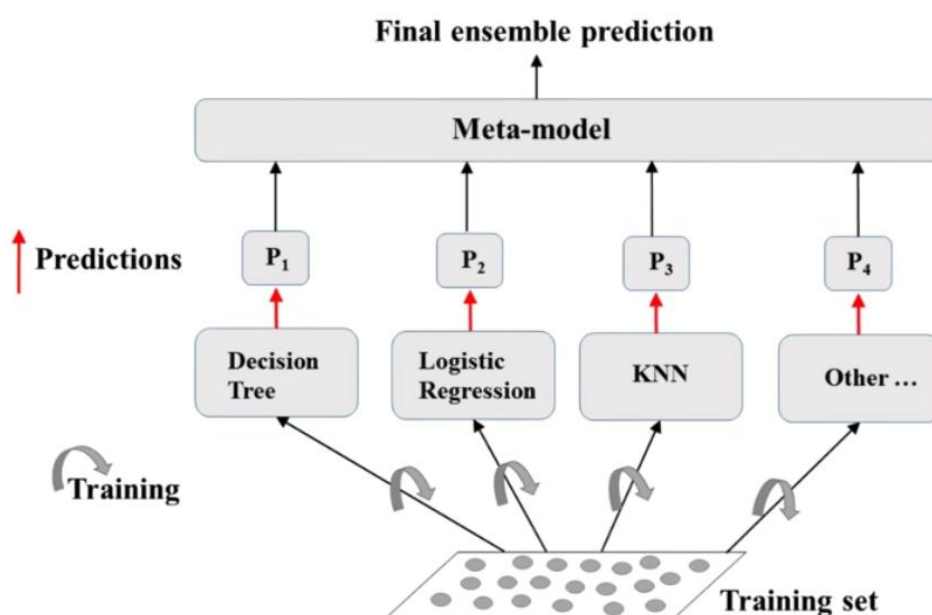 Final ensemble prediction
Meta-model
Predictions
P₁
P₂
P₃
P₄
Decision
Tree
Logistic
Regression
KNN
Other ...
Training
Training set